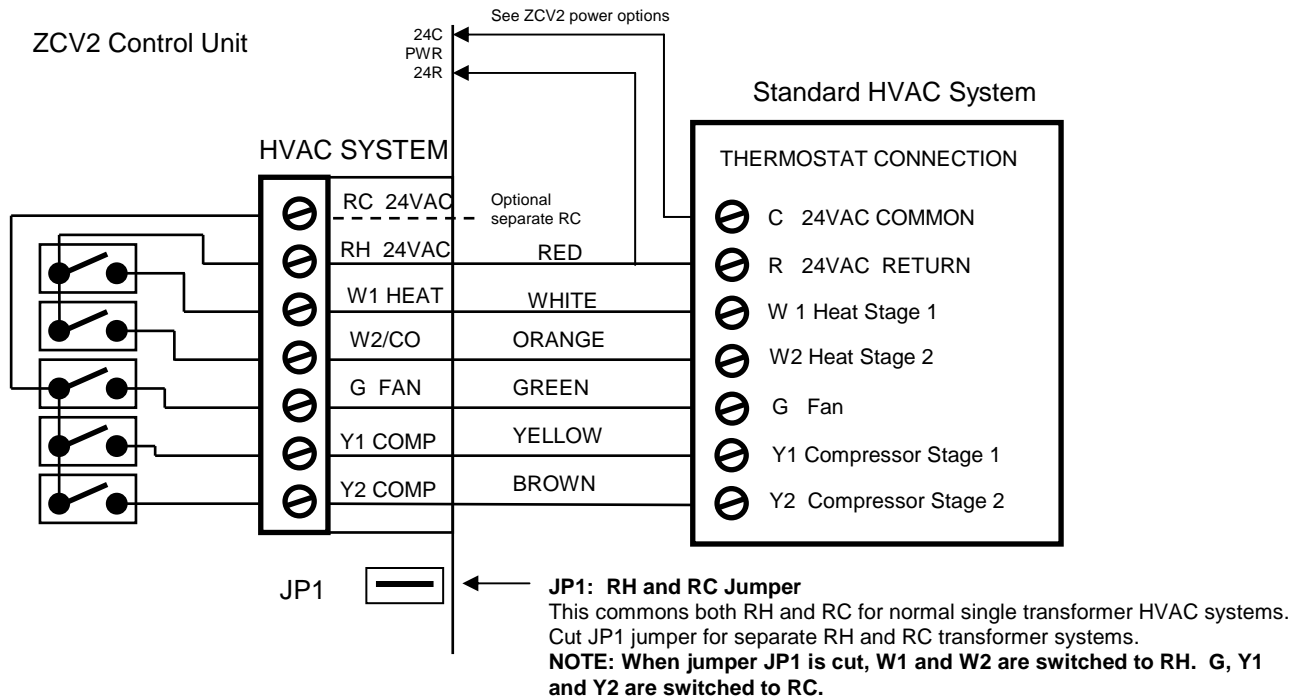 See ZCV2 power options
ZCV2 Control Unit
24C
PWR
24R
Standard HVAC System
HVAC SYSTEM
THERMOSTAT CONNECTION
RC 24VAC
Optional
separate RC
C 24VAC COMMON
RH 24VAC
RED
R 24VAC RETURN
W1 HEAT
WHITE
W 1 Heat Stage 1
W2/CO
ORANGE
W2 Heat Stage 2
G FAN
GREEN
G Fan
Y1 COMP
YELLOW
Y1 Compressor Stage 1
Y2 COMP
BROWN
Y2 Compressor Stage 2
JP1
JP1: RH and RC Jumper
This commons both RH and RC for normal single transformer HVAC systems.
Cut JP1 jumper for separate RH and RC transformer systems.
NOTE: When jumper JP1 is cut, W1 and W2 are switched to RH. G, Y1
and Y2 are switched to RC.